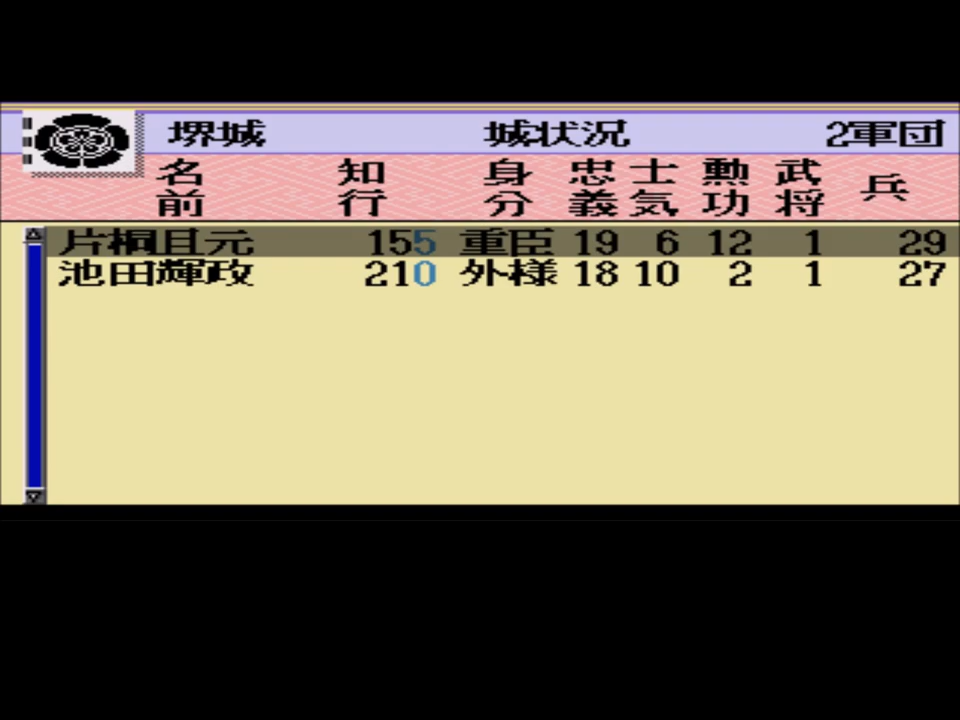 堺城 城状況 2軍団
名前 知行 身分 忠義 士気 勲功 武将 兵
片桐且元 155 重臣 19 6 12 1 29
池田輝政 210 外様 18 10 2 1 27